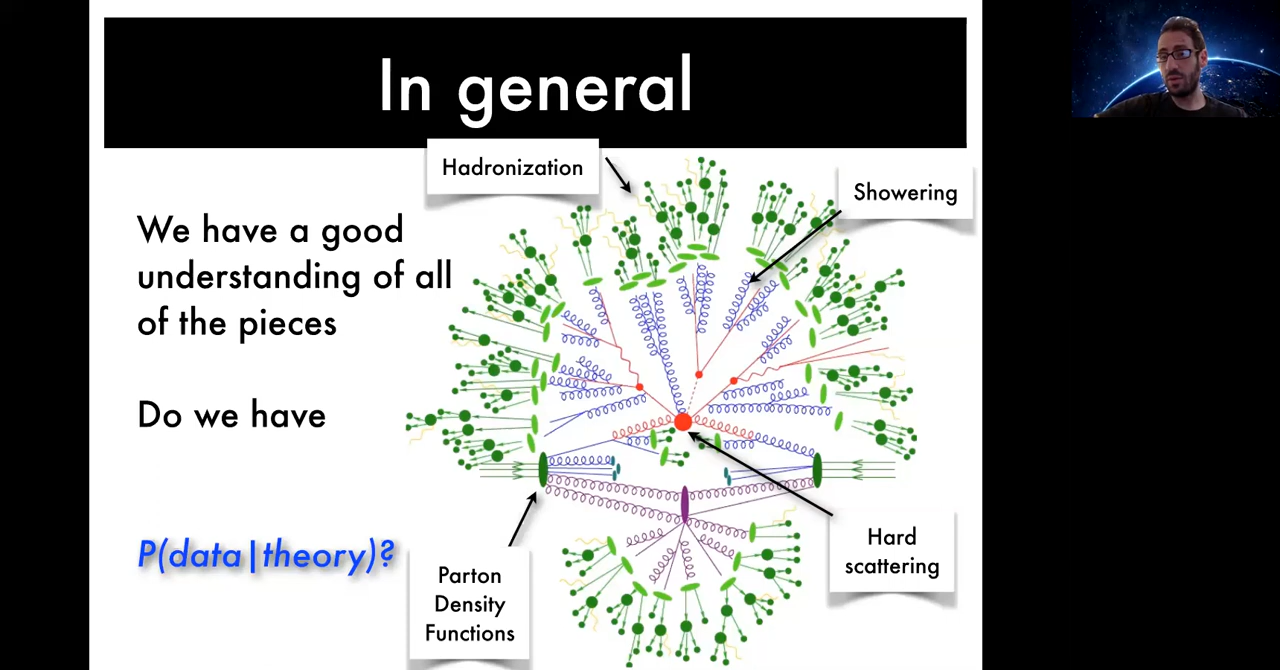 In general
Hadronization
Showering
We have a good
understanding of all
of the pieces
Do we have
P(data|theory)?
Parton
Density
Functions
Hard
scattering